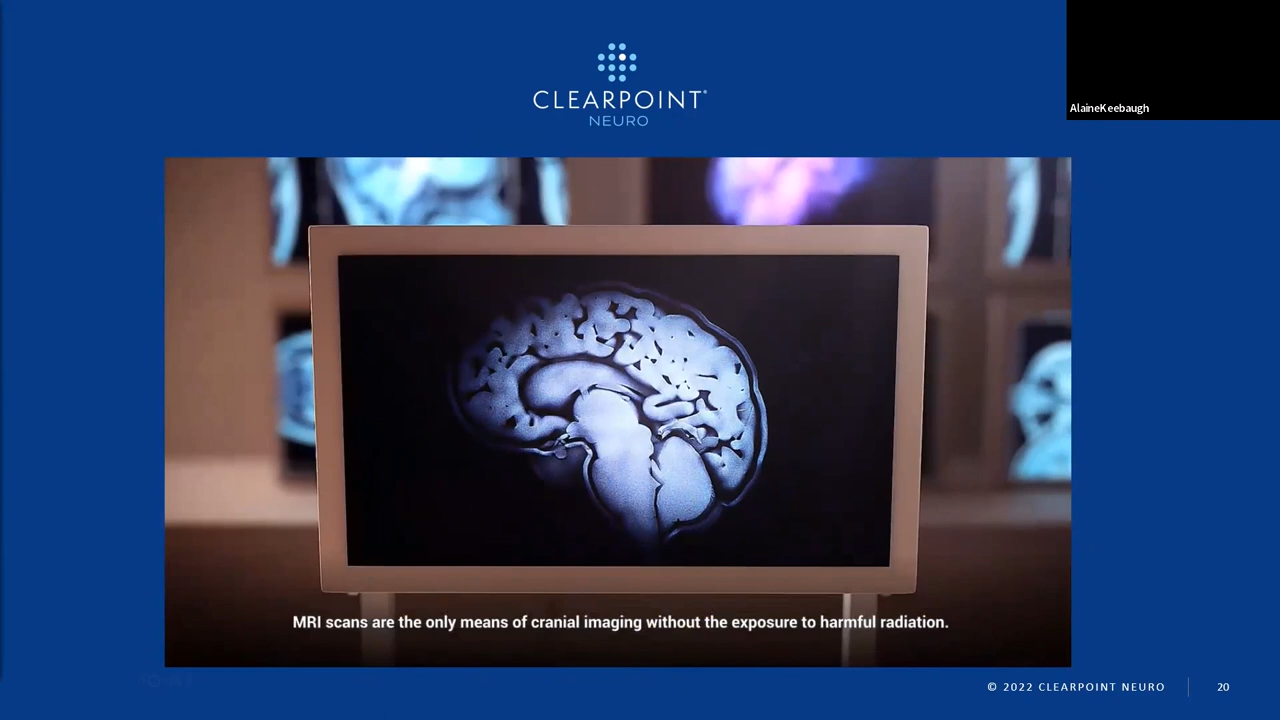 CLEARPOINT®
NEURO
AlaineKeebaugh
MRI scans are the only means of cranial imaging without the exposure to harmful radiation.
© 2022 CLEARPOINT NEURO
20